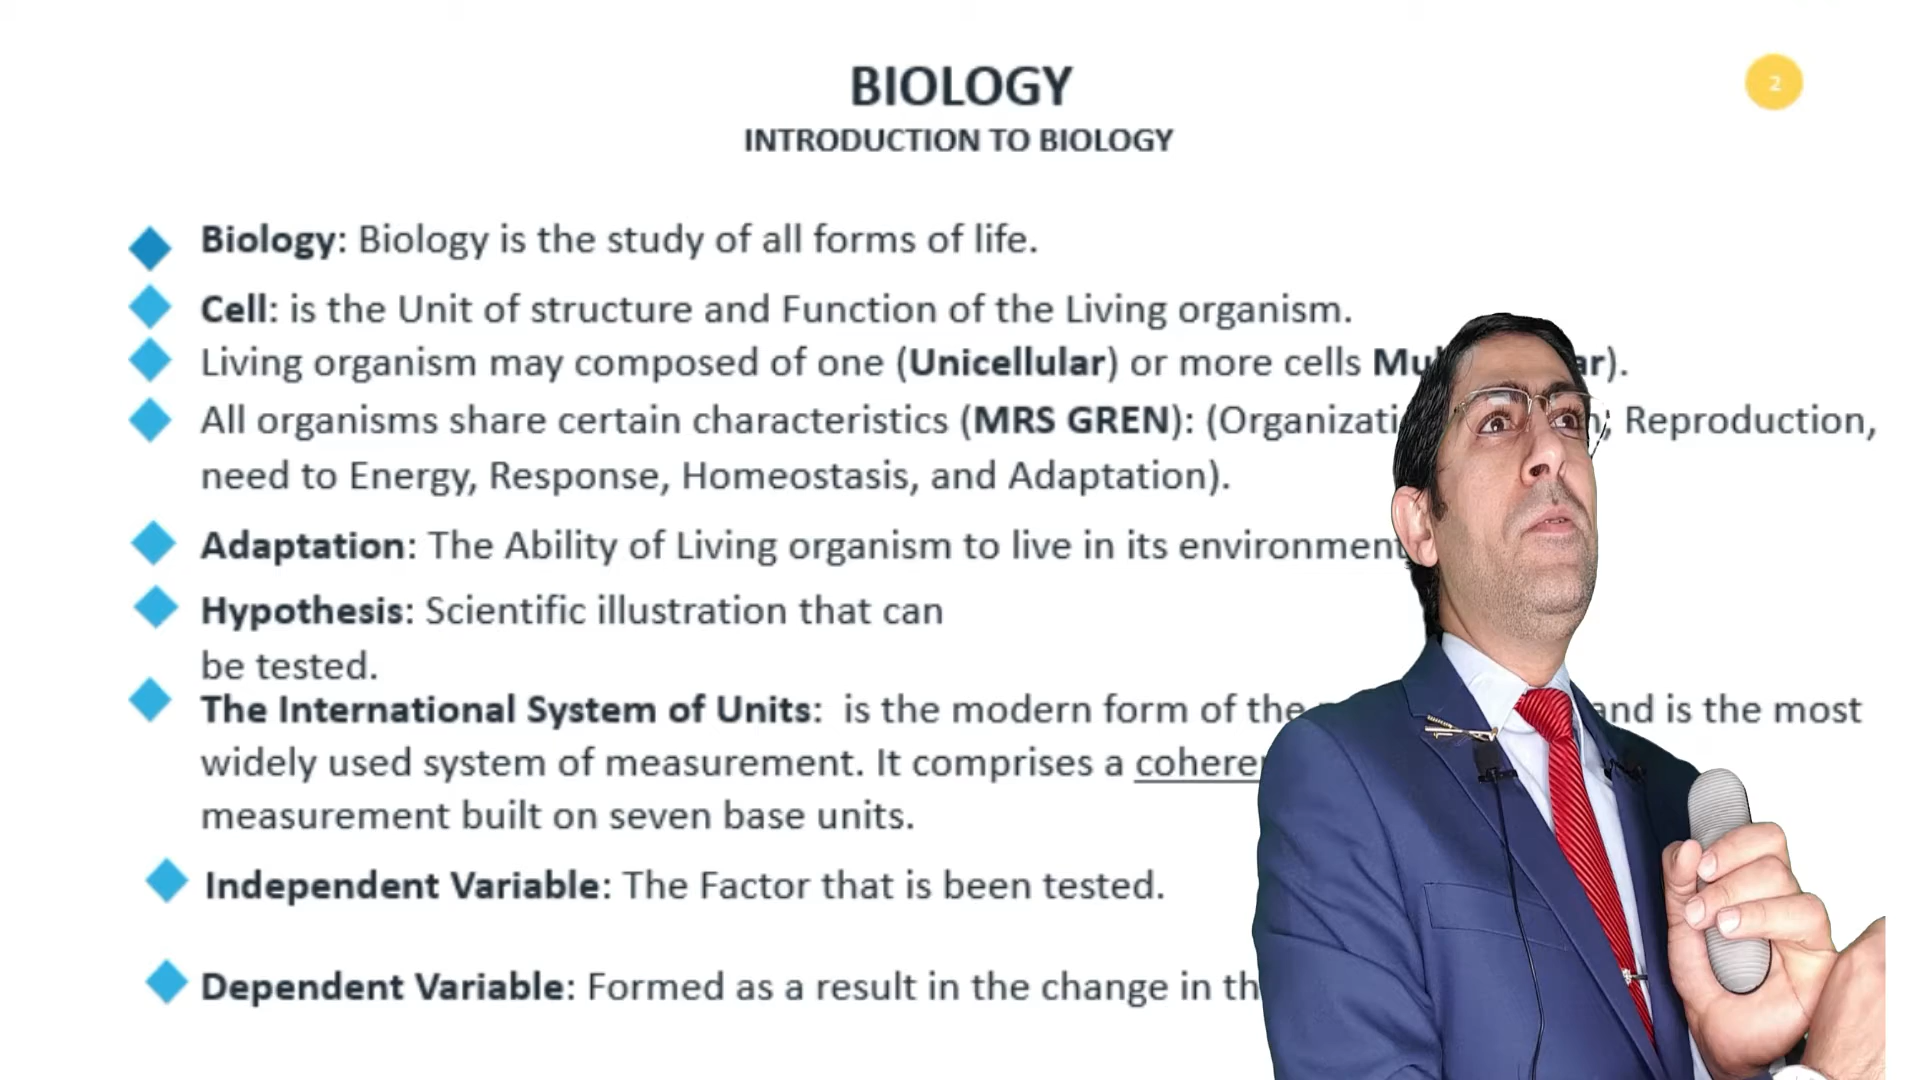 BIOLOGY
2
INTRODUCTION TO BIOLOGY
Biology: Biology is the study of all forms of life.
Cell: is the Unit of structure and Function of the Living organism.
Living organism may composed of one (Unicellular) or more cells ).
All organisms share certain characteristics (MRS GREN): ( ; Reproduction,
need to Energy, Response, Homeostasis, and Adaptation).
Adaptation: The Ability of Living organism to live in its environment
Hypothesis: Scientific illustration that can
be tested.
The International System of Units: is the modern form of the and is the most
widely used system of measurement. It comprises a
measurement built on seven base units.
Independent Variable: The Factor that is been tested.
Dependent Variable: Formed as a result in the change in